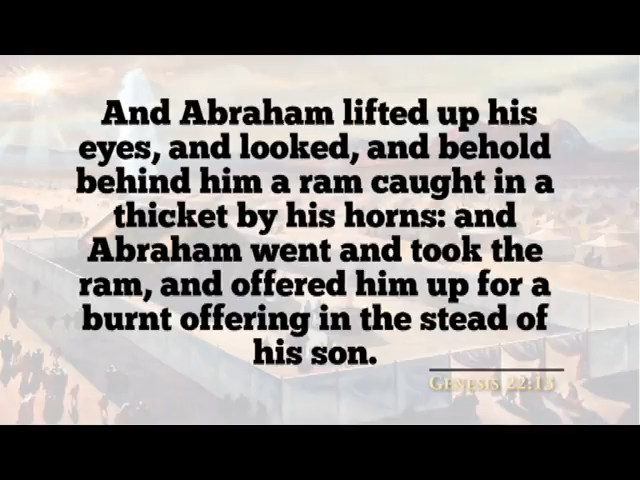 And Abraham lifted up his
eyes, and looked, and behold
behind him a ram caught in a
thicket by his horns: and
Abraham went and took the
ram, and offered him up for a
burnt offering in the stead of
his son.
Genesis 22:13